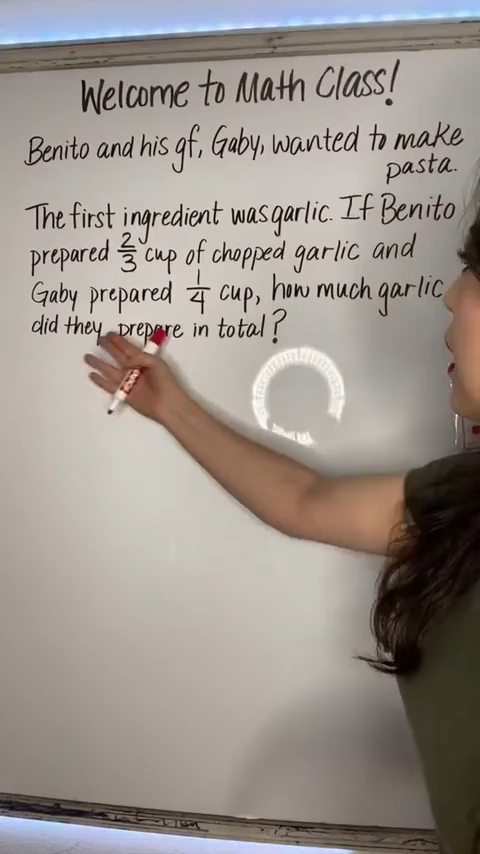 Welcome to Math Class!
Benito and his gf, Gaby, wanted to make
pasta.
The first ingredient was garlic. If Benito
prepared 2/3 cup of chopped garlic and
Gaby prepared 1/4 cup, how much garlic
did they prepare in total?